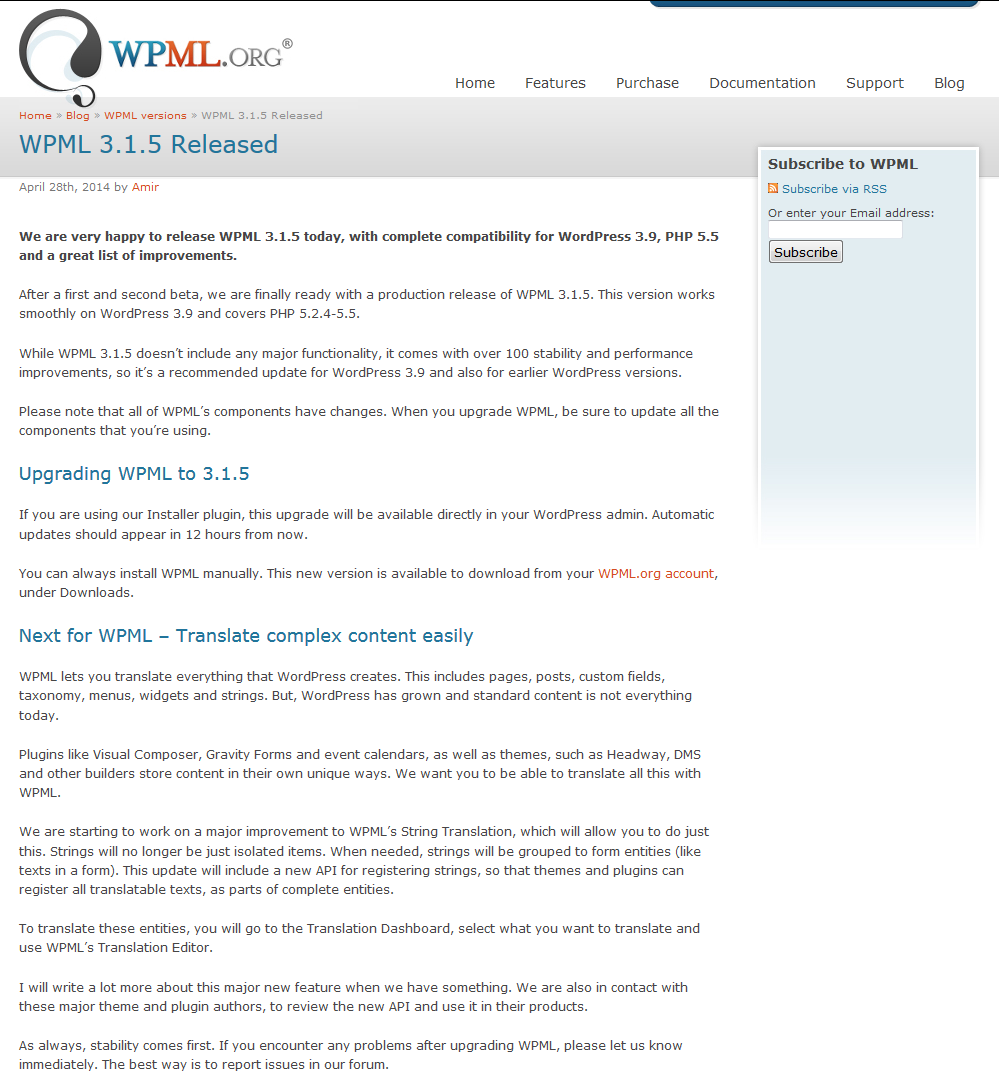 WPML.ORG®
Home Features Purchase Documentation Support Blog
Home » Blog » WPML versions » WPML 3.1.5 Released
WPML 3.1.5 Released
April 28th, 2014 by Amir
We are very happy to release WPML 3.1.5 today, with complete compatibility for WordPress 3.9, PHP 5.5
and a great list of improvements.
After a first and second beta, we are finally ready with a production release of WPML 3.1.5. This version works
smoothly on WordPress 3.9 and covers PHP 5.2.4-5.5.
While WPML 3.1.5 doesn’t include any major functionality, it comes with over 100 stability and performance
improvements, so it’s a recommended update for WordPress 3.9 and also for earlier WordPress versions.
Please note that all of WPML’s components have changes. When you upgrade WPML, be sure to update all the
components that you’re using.
Upgrading WPML to 3.1.5
If you are using our Installer plugin, this upgrade will be available directly in your WordPress admin. Automatic
updates should appear in 12 hours from now.
You can always install WPML manually. This new version is available to download from your WPML.org account,
under Downloads.
Next for WPML – Translate complex content easily
WPML lets you translate everything that WordPress creates. This includes pages, posts, custom fields,
taxonomy, menus, widgets and strings. But, WordPress has grown and standard content is not everything
today.
Plugins like Visual Composer, Gravity Forms and event calendars, as well as themes, such as Headway, DMS
and other builders store content in their own unique ways. We want you to be able to translate all this with
WPML.
We are starting to work on a major improvement to WPML’s String Translation, which will allow you to do just
this. Strings will no longer be just isolated items. When needed, strings will be grouped to form entities (like
texts in a form). This update will include a new API for registering strings, so that themes and plugins can
register all translatable texts, as parts of complete entities.
To translate these entities, you will go to the Translation Dashboard, select what you want to translate and
use WPML’s Translation Editor.
I will write a lot more about this major new feature when we have something. We are also in contact with
these major theme and plugin authors, to review the new API and use it in their products.
As always, stability comes first. If you encounter any problems after upgrading WPML, please let us know
immediately. The best way is to report issues in our forum.
Subscribe to WPML
Subscribe via RSS
Or enter your Email address:
Subscribe